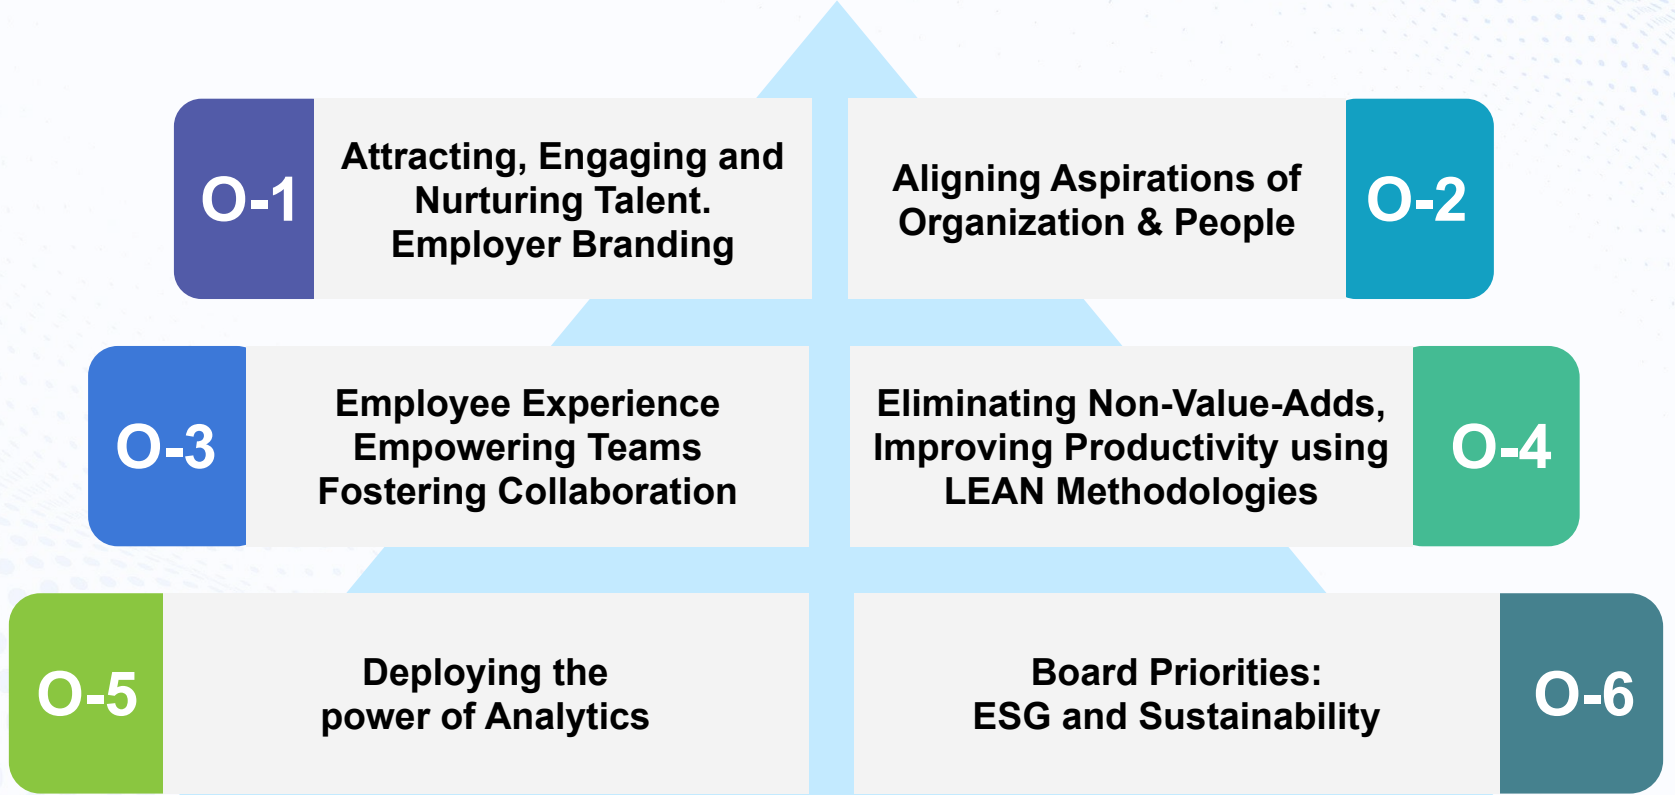 O-1
Attracting, Engaging and
Nurturing Talent.
Employer Branding
Aligning Aspirations of
Organization & People
O-2
O-3
Employee Experience
Empowering Teams
Fostering Collaboration
Eliminating Non-Value-Adds,
Improving Productivity using
LEAN Methodologies
O-4
O-5
Deploying the
power of Analytics
Board Priorities:
ESG and Sustainability
O-6